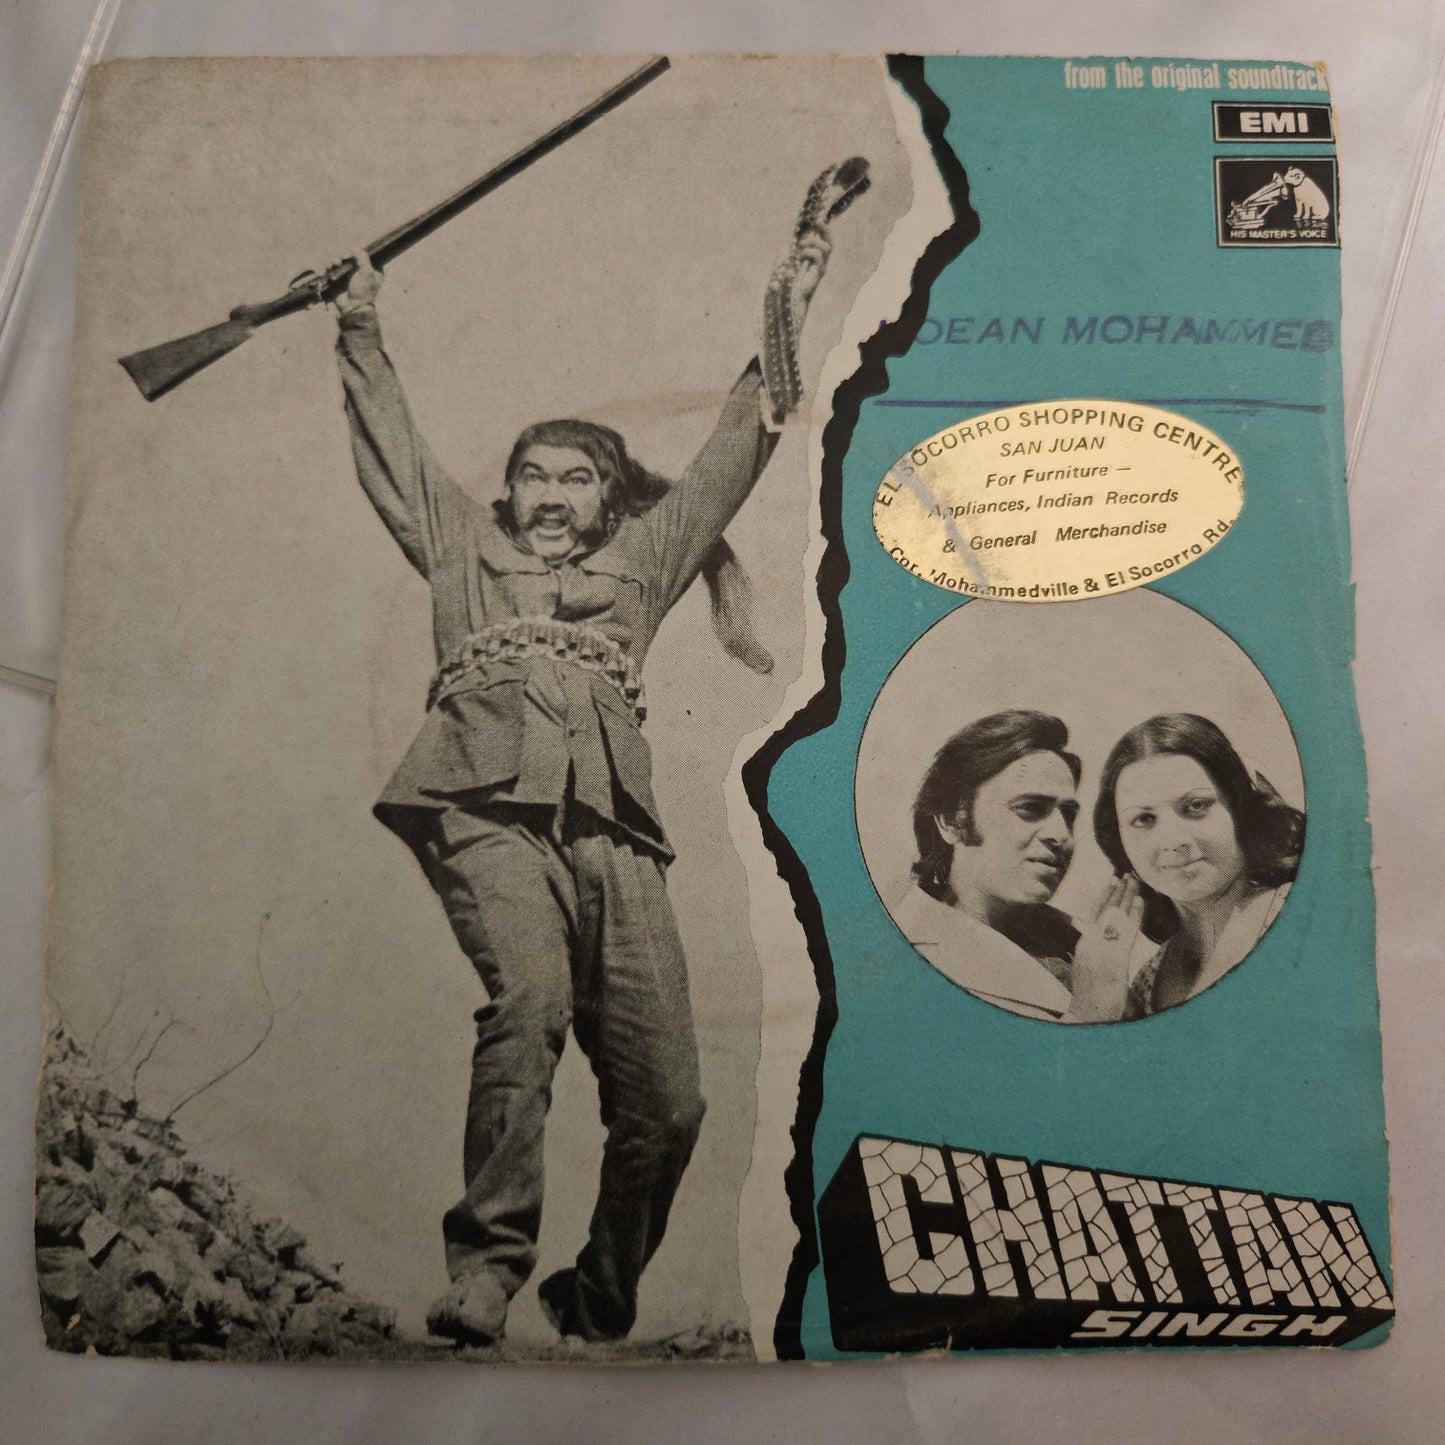 from the original soundtrack
EMI
HIS MASTER'S VOICE
DEAN MOHAMMED
EL SOCORRO SHOPPING CENTRE
SAN JUAN
For Furniture —
Appliances, Indian Records
& General Merchandise
Cor. Mohammedville & El Socorro Rd.
CHATTAN
SINGH